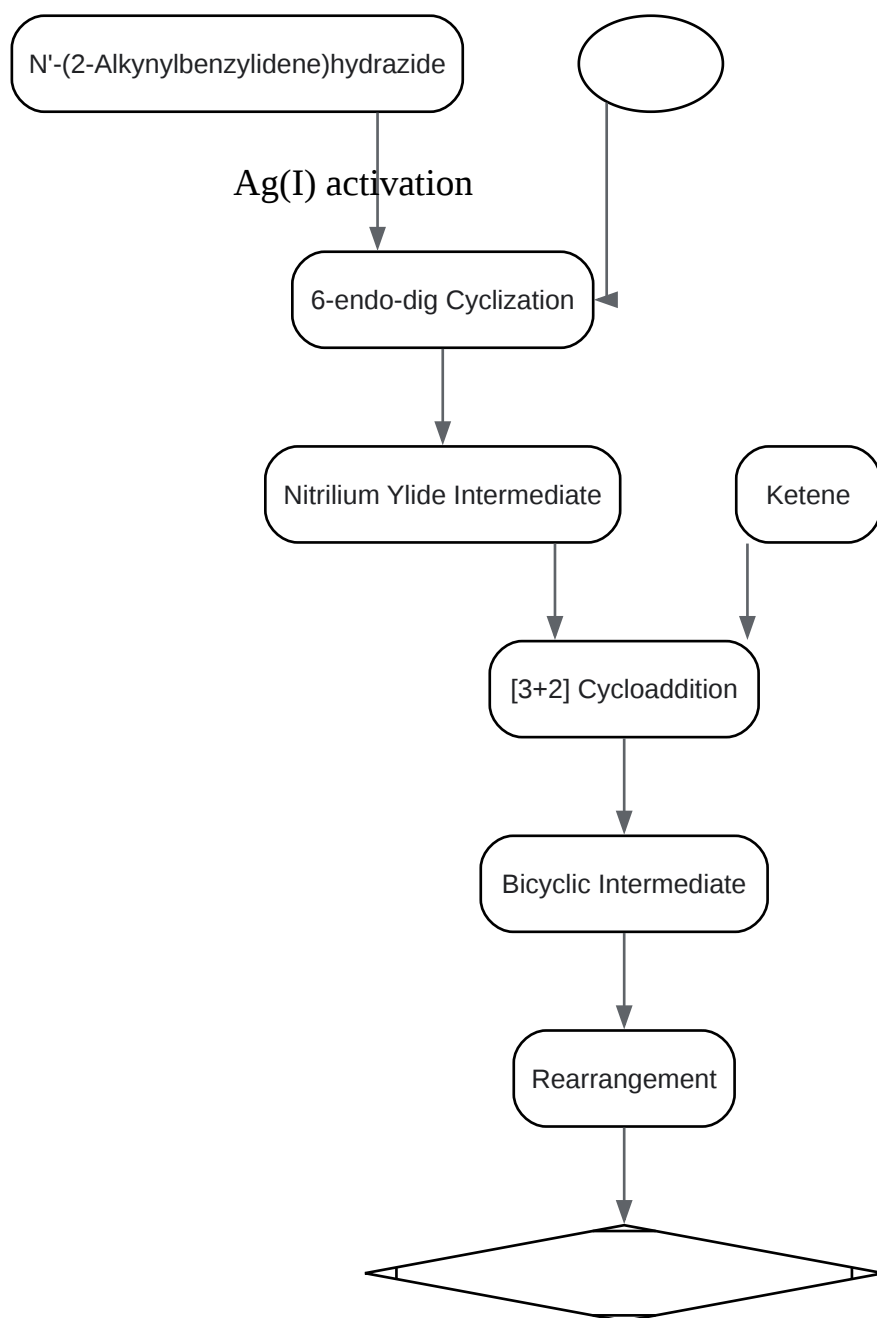 N'-(2-Alkynylbenzylidene)hydrazide
Ag(I) activation
6-endo-dig Cyclization
Nitrilium Ylide Intermediate
Ketene
[3+2] Cycloaddition
Bicyclic Intermediate
Rearrangement